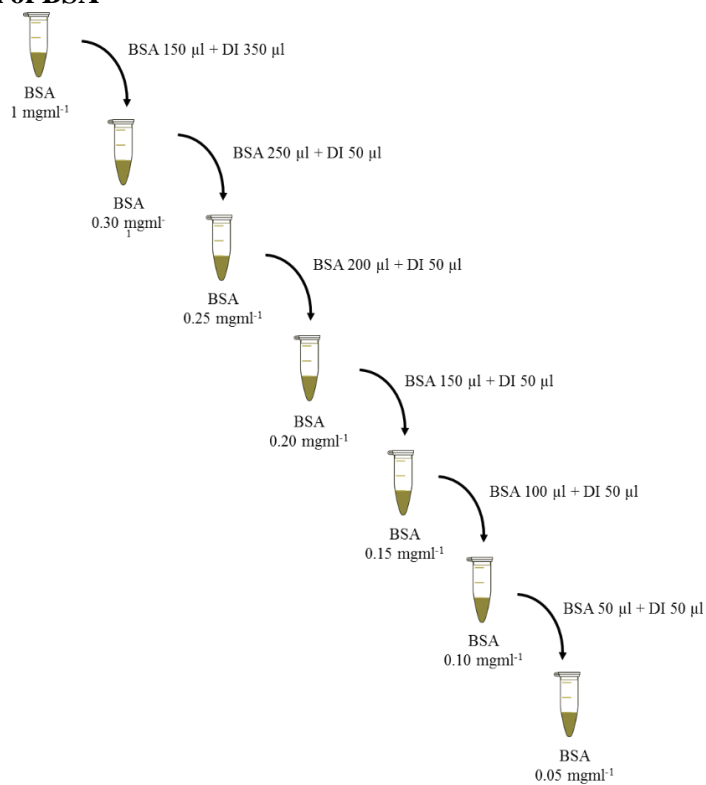 of BSA
BSA 150 µl + DI 350 µl
BSA
1 mgml-1
BSA 250 µl + DI 50 µl
BSA
0.30 mgml-
1
BSA 200 µl + DI 50 µl
BSA
0.25 mgml-1
BSA 150 µl + DI 50 µl
BSA
0.20 mgml-1
BSA 100 µl + DI 50 µl
BSA
0.15 mgml-1
BSA 50 µl + DI 50 µl
BSA
0.10 mgml-1
BSA
0.05 mgml-1